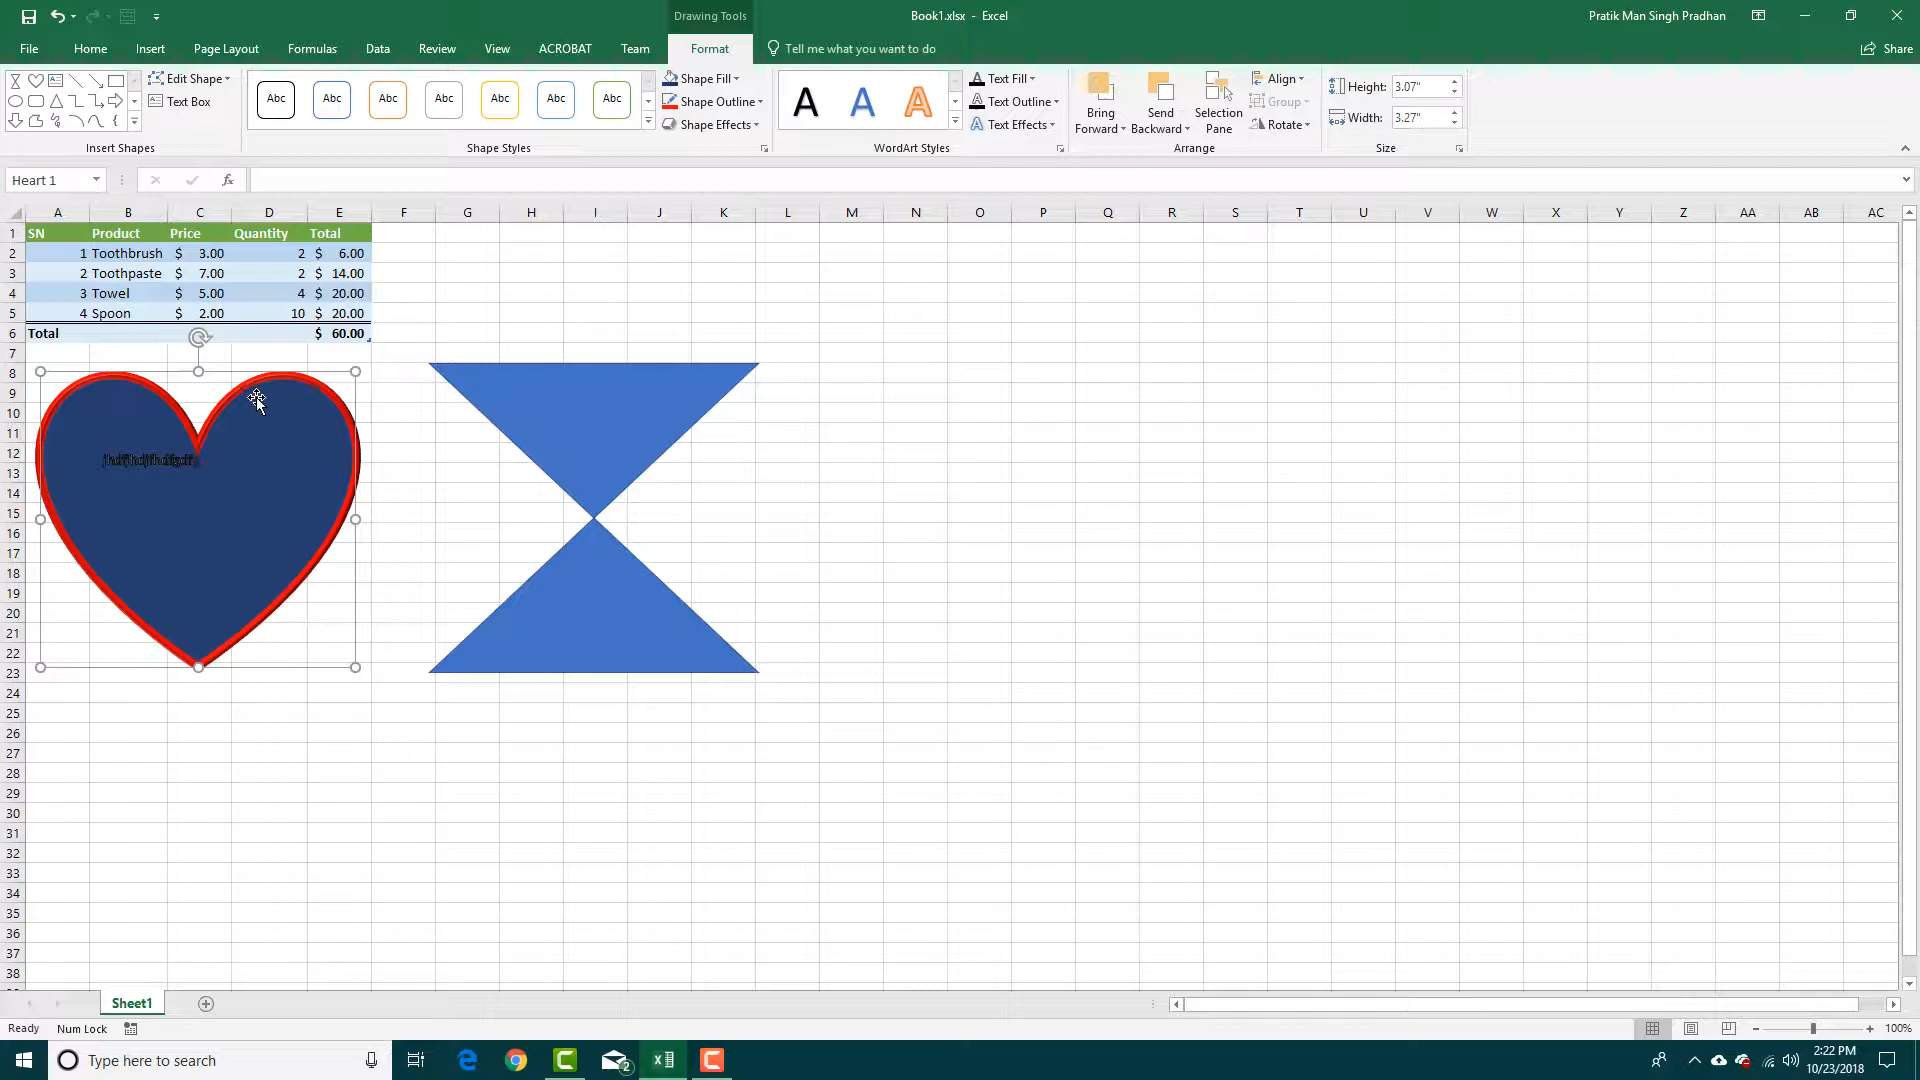 Drawing Tools
Book1.xlsx - Excel
Pratik Man Singh Pradhan
File Home Insert Page Layout Formulas Data Review View ACROBAT Team Format Tell me what you want to do Share
Edit Shape
Text Box
Insert Shapes
Abc Abc Abc Abc Abc Abc Abc
Shape Fill
Shape Outline
Shape Effects
Shape Styles
A A A
Text Fill
Text Outline
Text Effects
WordArt Styles
Bring Forward
Send Backward
Selection Pane
Align
Group
Rotate
Arrange
Height: 3.07"
Width: 3.27"
Size
Heart 1
fx
A B C D E F G H I J K L M N O P Q R S T U V W X Y Z AA AB AC
1 SN Product Price Quantity Total
2 1 Toothbrush $ 3.00 2 $ 6.00
3 2 Toothpaste $ 7.00 2 $ 14.00
4 3 Towel $ 5.00 4 $ 20.00
5 4 Spoon $ 2.00 10 $ 20.00
6 Total $ 60.00
7
8
9
10
11
12
13
14
15
16
17
18
19
20
21
22
23
24
25
26
27
28
29
30
31
32
33
34
35
36
37
38
Sheet1
Ready Num Lock 100%
Type here to search
2
2:22 PM
10/23/2018